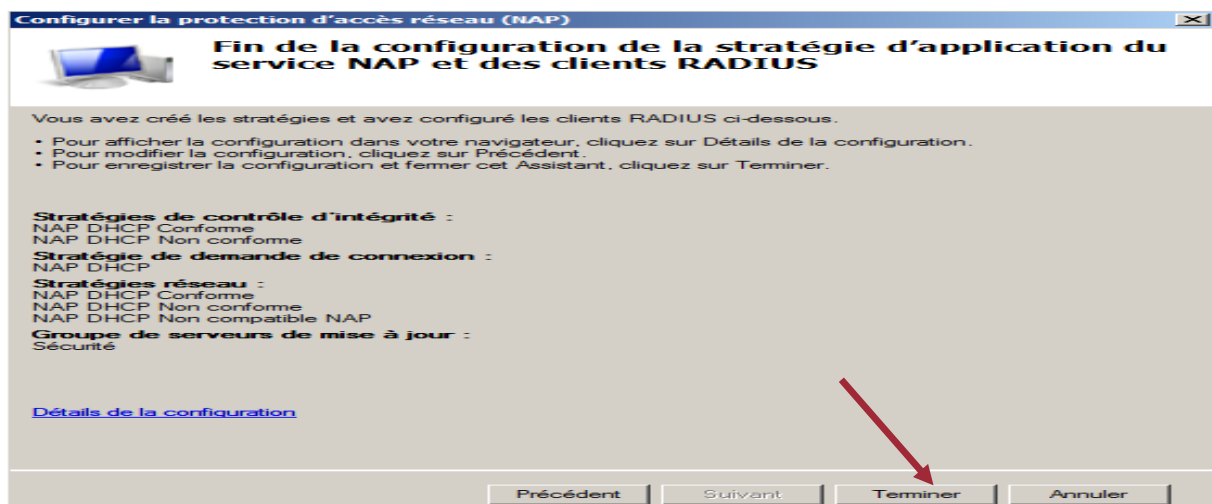 Configurer la protection d'accès réseau (NAP)
Fin de la configuration de la stratégie d'application du
service NAP et des clients RADIUS
Vous avez créé les stratégies et avez configuré les clients RADIUS ci-dessous.
• Pour afficher la configuration dans votre navigateur, cliquez sur Détails de la configuration.
• Pour modifier la configuration, cliquez sur Précédent.
• Pour enregistrer la configuration et fermer cet Assistant, cliquez sur Terminer.
Stratégies de contrôle d'intégrité :
NAP DHCP Conforme
NAP DHCP Non conforme
Stratégie de demande de connexion :
NAP DHCP
Stratégies réseau :
NAP DHCP Conforme
NAP DHCP Non conforme
NAP DHCP Non compatible NAP
Groupe de serveurs de mise à jour :
Sécurité
Détails de la configuration
Précédent Suivant Terminer Annuler